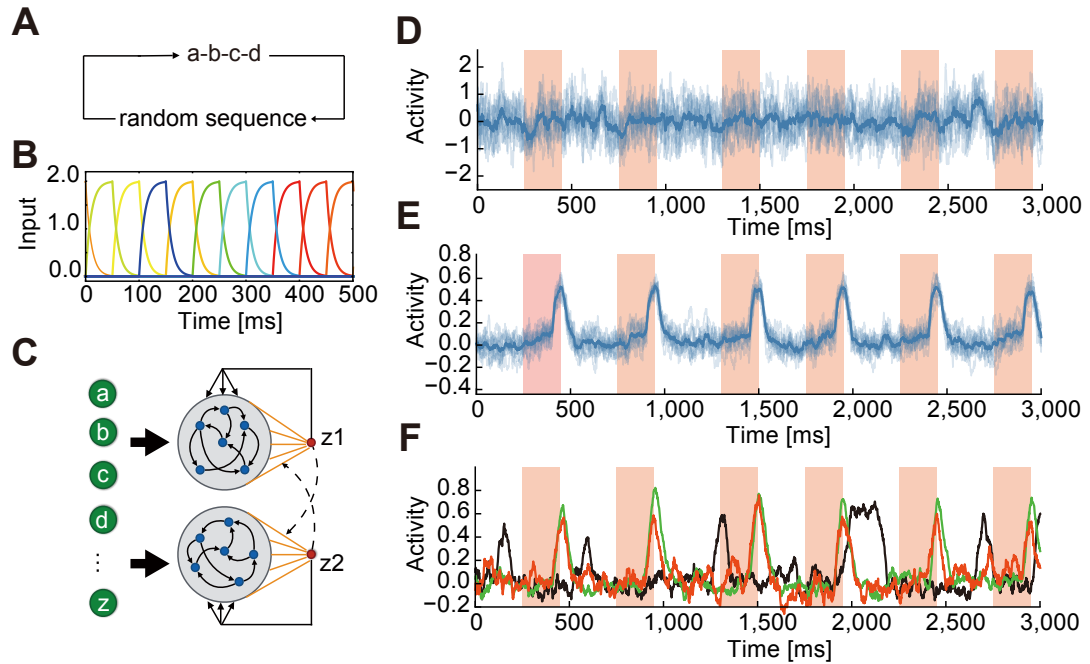 A
a-b-c-d
random sequence
B
Input
2.0
1.0
0.0
0 100 200 300 400 500
Time [ms]
C
a
b
c
d
⋮
z
z1
z2
D
Activity
2
1
0
−1
−2
0 500 1,000 1,500 2,000 2,500 3,000
Time [ms]
E
Activity
0.8
0.6
0.4
0.2
0.0
−0.2
−0.4
0 500 1,000 1,500 2,000 2,500 3,000
Time [ms]
F
Activity
0.8
0.6
0.4
0.2
0.0
−0.2
0 500 1,000 1,500 2,000 2,500 3,000
Time [ms]